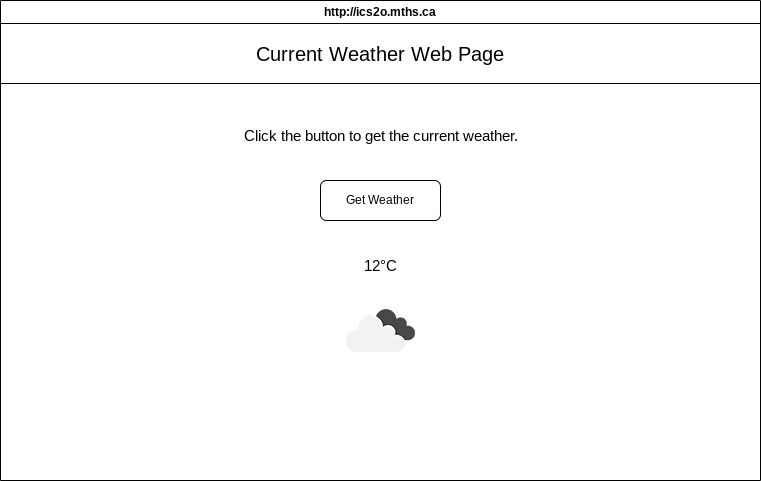 http://ics2o.mths.ca
Current Weather Web Page
Click the button to get the current weather.
Get Weather
12°C